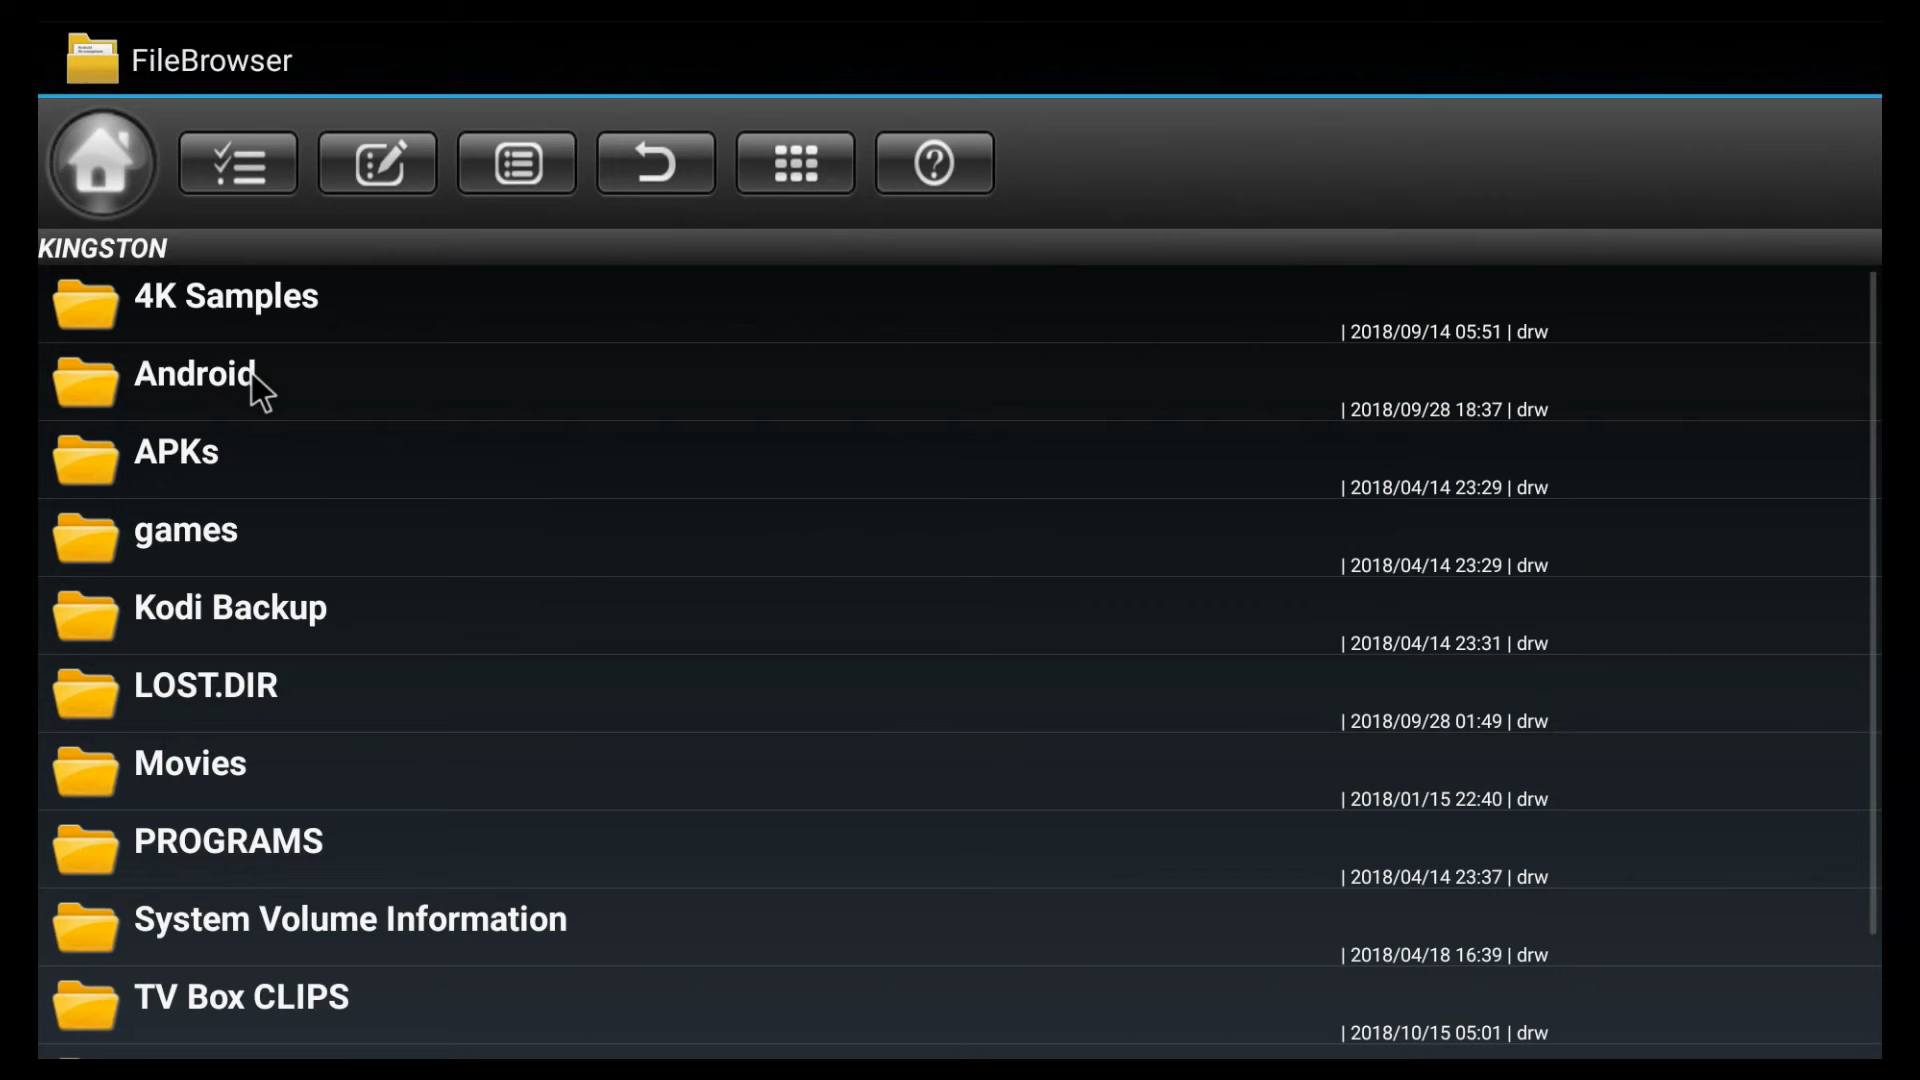 FileBrowser
KINGSTON
4K Samples
| 2018/09/14 05:51 | drw
Android
| 2018/09/28 18:37 | drw
APKs
| 2018/04/14 23:29 | drw
games
| 2018/04/14 23:29 | drw
Kodi Backup
| 2018/04/14 23:31 | drw
LOST.DIR
| 2018/09/28 01:49 | drw
Movies
| 2018/01/15 22:40 | drw
PROGRAMS
| 2018/04/14 23:37 | drw
System Volume Information
| 2018/04/18 16:39 | drw
TV Box CLIPS
| 2018/10/15 05:01 | drw